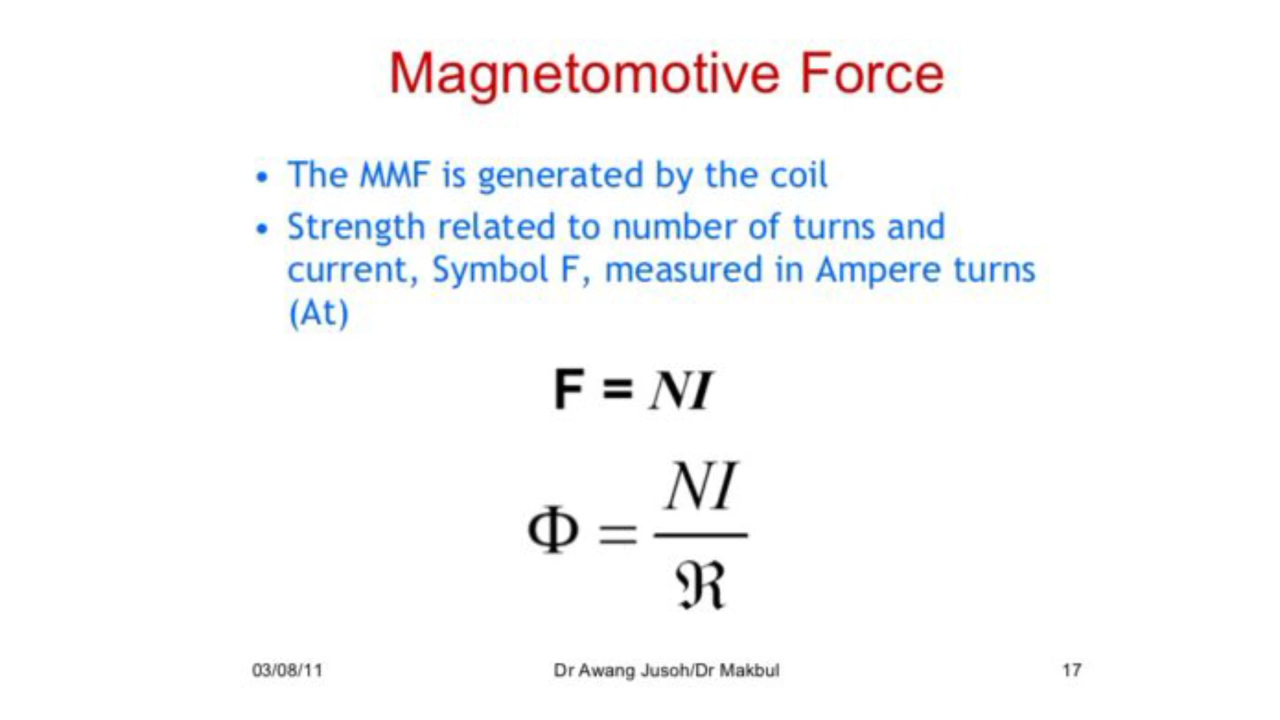 Magnetomotive Force
• The MMF is generated by the coil
• Strength related to number of turns and
current, Symbol F, measured in Ampere turns
(At)
F = NI
Φ = NI
ℜ
03/08/11 Dr Awang Jusoh/Dr Makbul 17